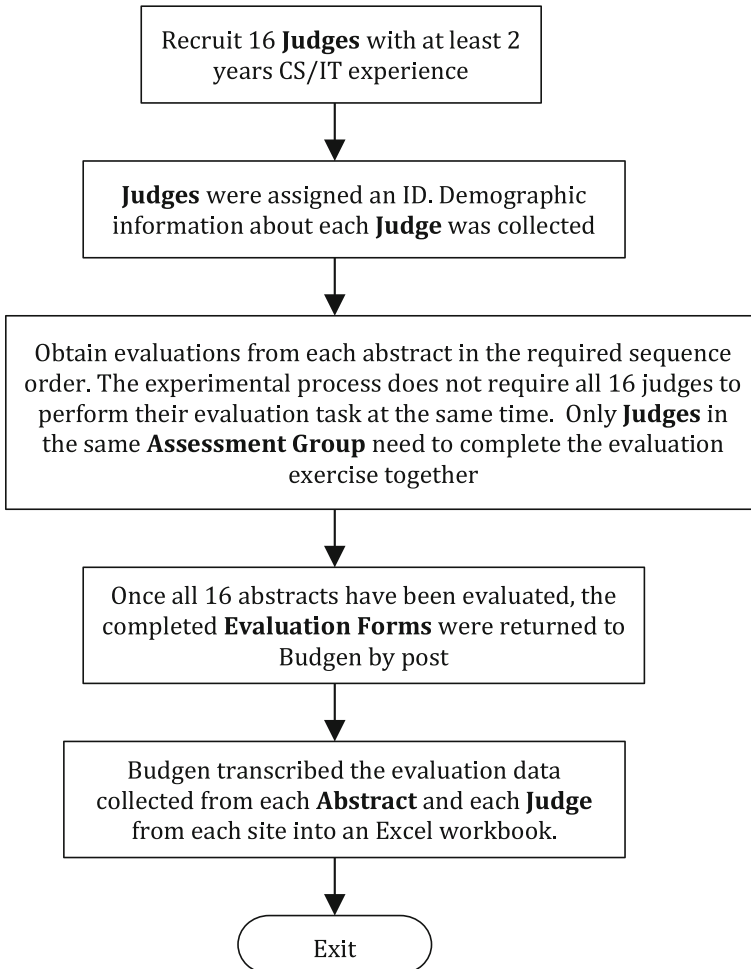 Recruit 16 Judges with at least 2
years CS/IT experience
Judges were assigned an ID. Demographic
information about each Judge was collected
Obtain evaluations from each abstract in the required sequence
order. The experimental process does not require all 16 judges to
perform their evaluation task at the same time.  Only Judges in
the same Assessment Group need to complete the evaluation
exercise together
Once all 16 abstracts have been evaluated, the
completed Evaluation Forms were returned to
Budgen by post
Budgen transcribed the evaluation data
collected from each Abstract and each Judge
from each site into an Excel workbook.
Exit